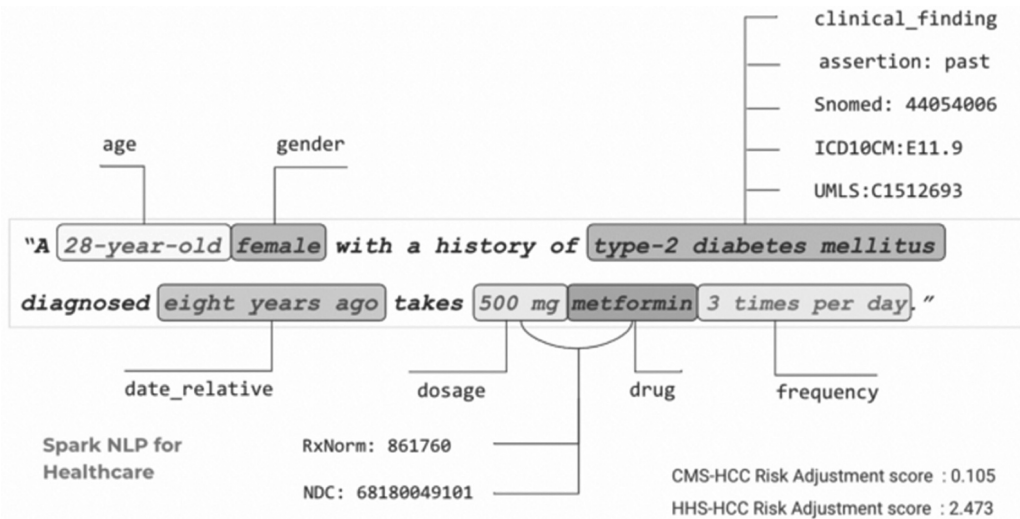 clinical_finding
assertion: past
Snomed: 44054006
ICD10CM:E11.9
UMLS:C1512693
age
gender
“A 28-year-old female with a history of type-2 diabetes mellitus
diagnosed eight years ago takes 500 mg metformin 3 times per day.”
date_relative
dosage
drug
frequency
Spark NLP for
Healthcare
RxNorm: 861760
NDC: 68180049101
CMS-HCC Risk Adjustment score : 0.105
HHS-HCC Risk Adjustment score : 2.473